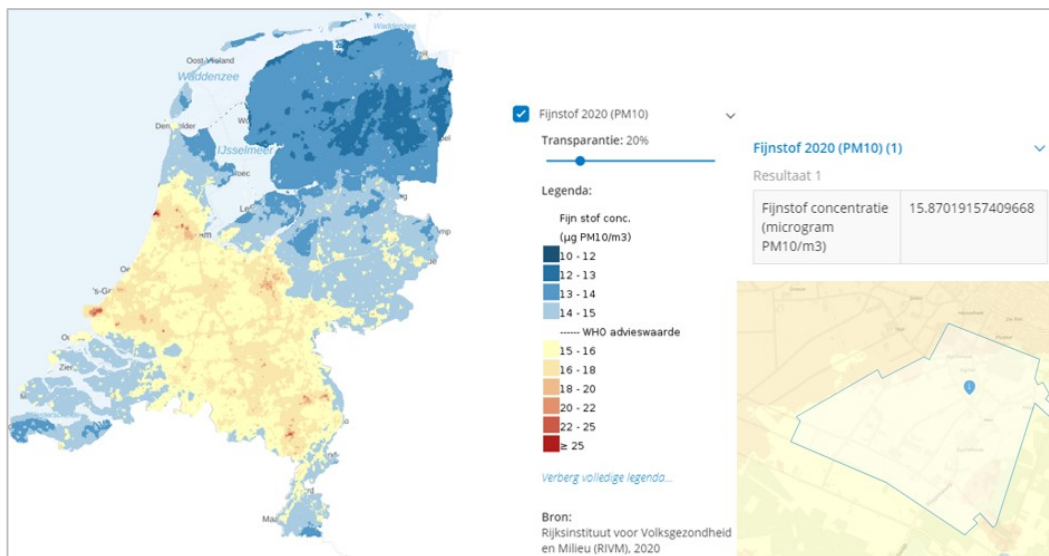 Waddenzee
Oost-Vlieland
Waddenzee
IJsselmeer
Fijnstof 2020 (PM10)
Transparantie: 20%
Legenda:
Fijn stof conc.
(µg PM10/m3)
10 - 12
12 - 13
13 - 14
14 - 15
------ WHO advieswaarde
15 - 16
16 - 18
18 - 20
20 - 22
22 - 25
≥ 25
Verberg volledige legenda...
Bron:
Rijksinstituut voor Volksgezondheid
en Milieu (RIVM), 2020
Fijnstof 2020 (PM10) (1)
Resultaat 1
Fijnstof concentratie
(microgram
PM10/m3)
15.87019157409668